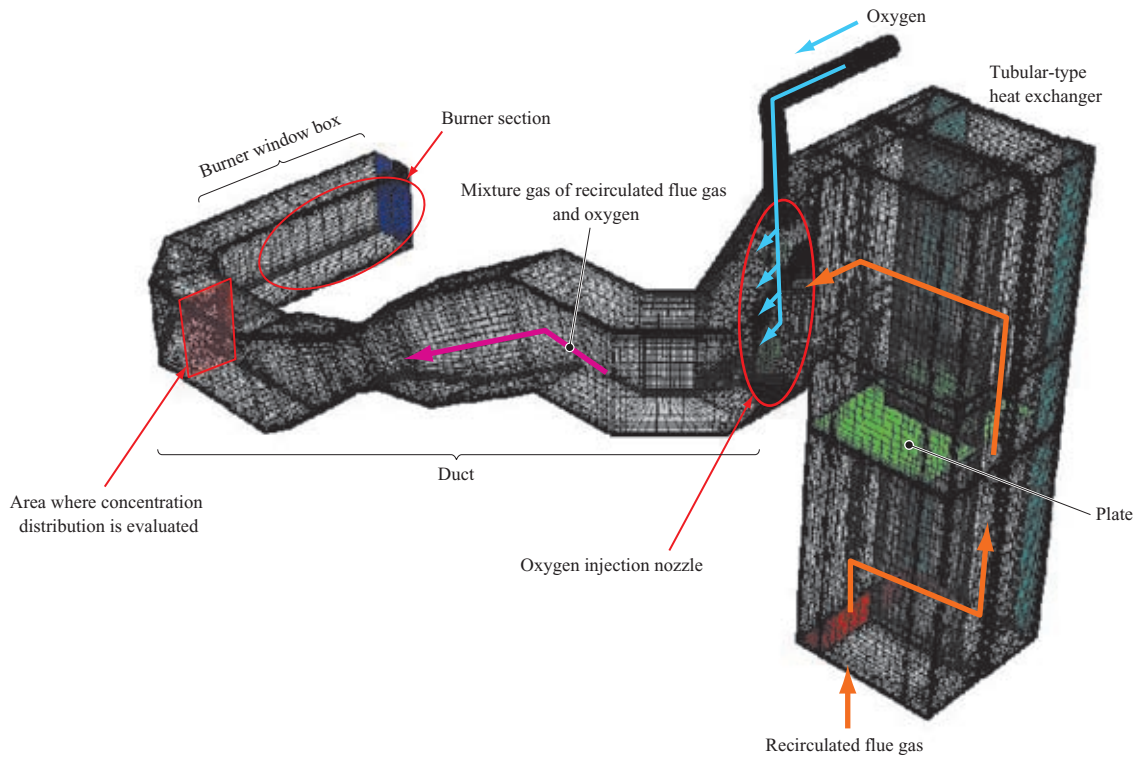 Oxygen
Tubular-type
heat exchanger
Burner window box
Burner section
Mixture gas of recirculated flue gas
and oxygen
Duct
Area where concentration
distribution is evaluated
Oxygen injection nozzle
Plate
Recirculated flue gas